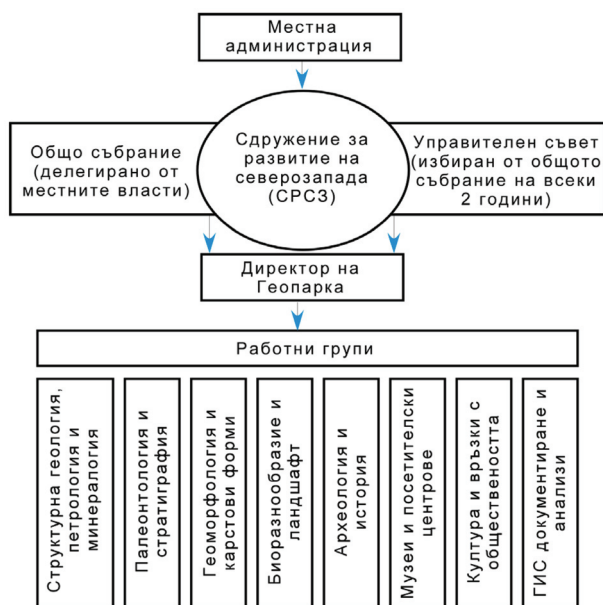 Местна
администрация
Общо събрание
(делегирано от
местните власти)
Сдружение за
развитие на
северозапада
(СРСЗ)
Управителен съвет
(избиран от общото
събрание на всеки
2 години)
Директор на
Геопарка
Работни групи
Структурна геология,
петрология и
минералогия
Палеонтология и
стратиграфия
Геоморфология и
карстови форми
Биоразнообразие и
ландшафт
Археология и
история
Музеи и посетителски
центрове
Култура и връзки с
обществеността
ГИС документиране и
анализи